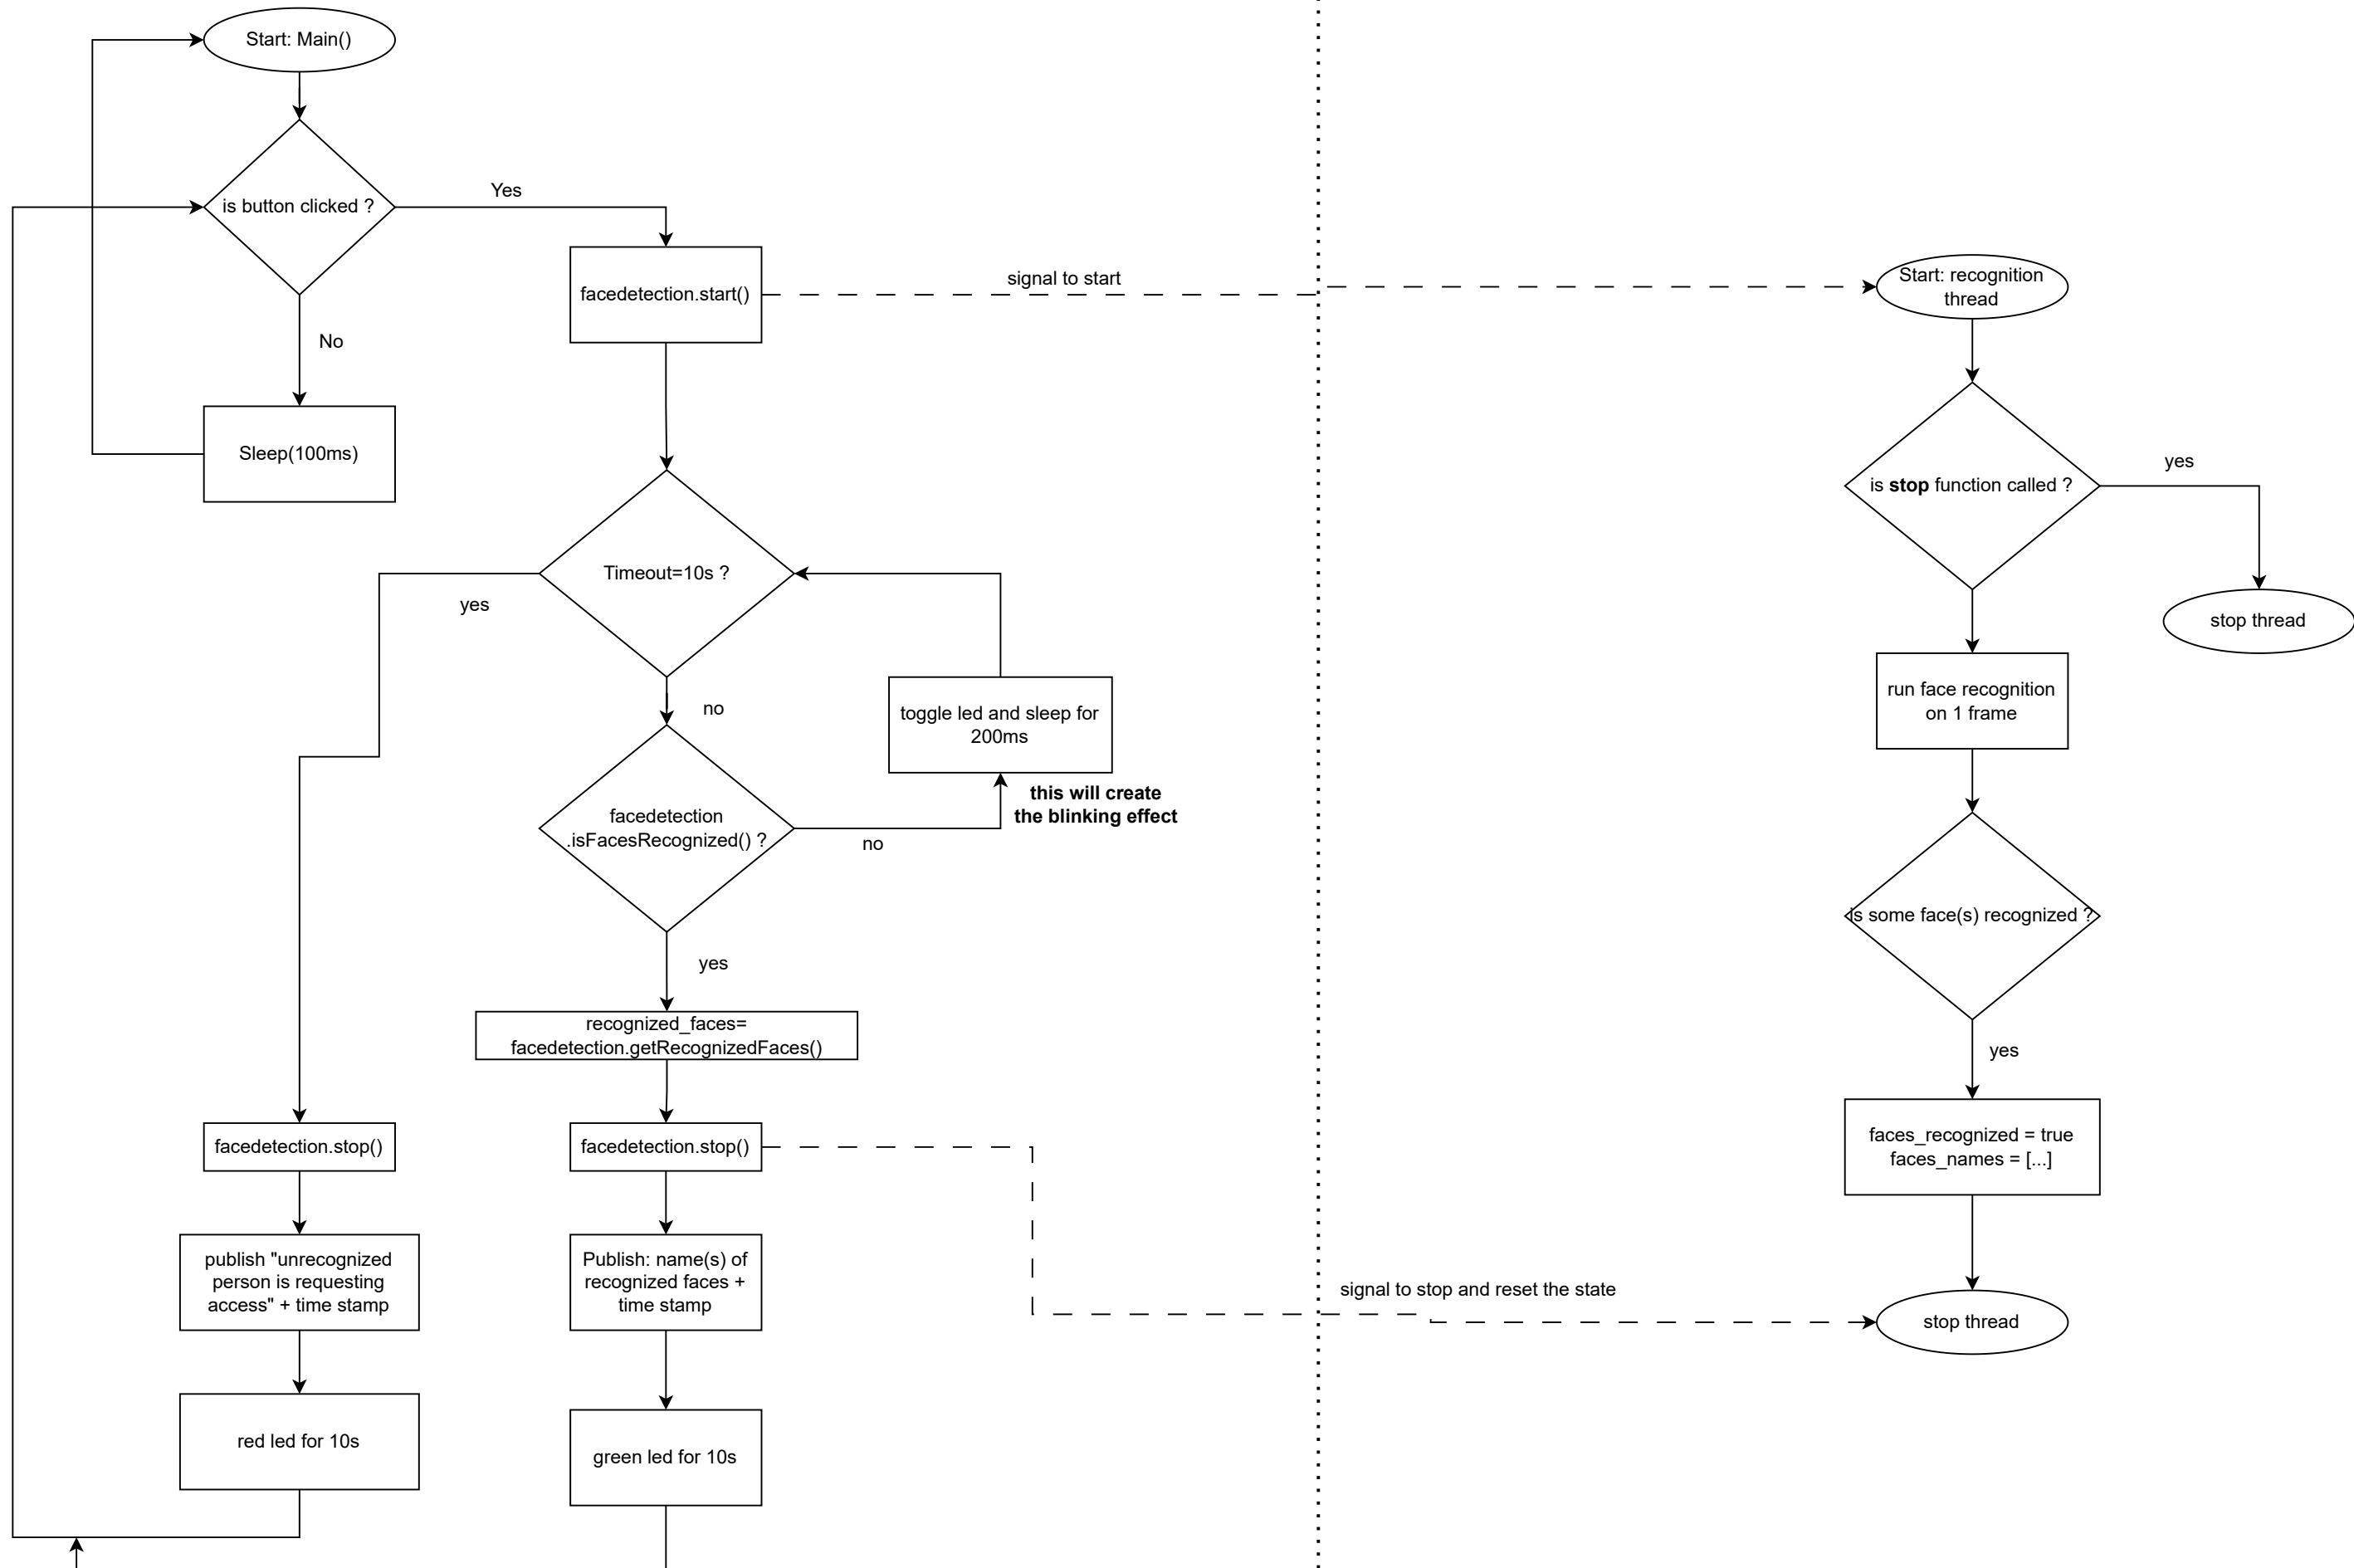 Start: Main()
is button clicked ?
Yes
No
Sleep(100ms)
facedetection.start()
signal to start
Timeout=10s ?
yes
no
toggle led and sleep for
200ms
this will create
the blinking effect
facedetection
.isFacesRecognized() ?
no
yes
recognized_faces=
facedetection.getRecognizedFaces()
facedetection.stop()
publish "unrecognized
person is requesting
access" + time stamp
red led for 10s
facedetection.stop()
Publish: name(s) of
recognized faces +
time stamp
green led for 10s
signal to stop and reset the state
Start: recognition
thread
is stop function called ?
yes
stop thread
run face recognition
on 1 frame
is some face(s) recognized ?
yes
faces_recognized = true
faces_names = [...]
stop thread